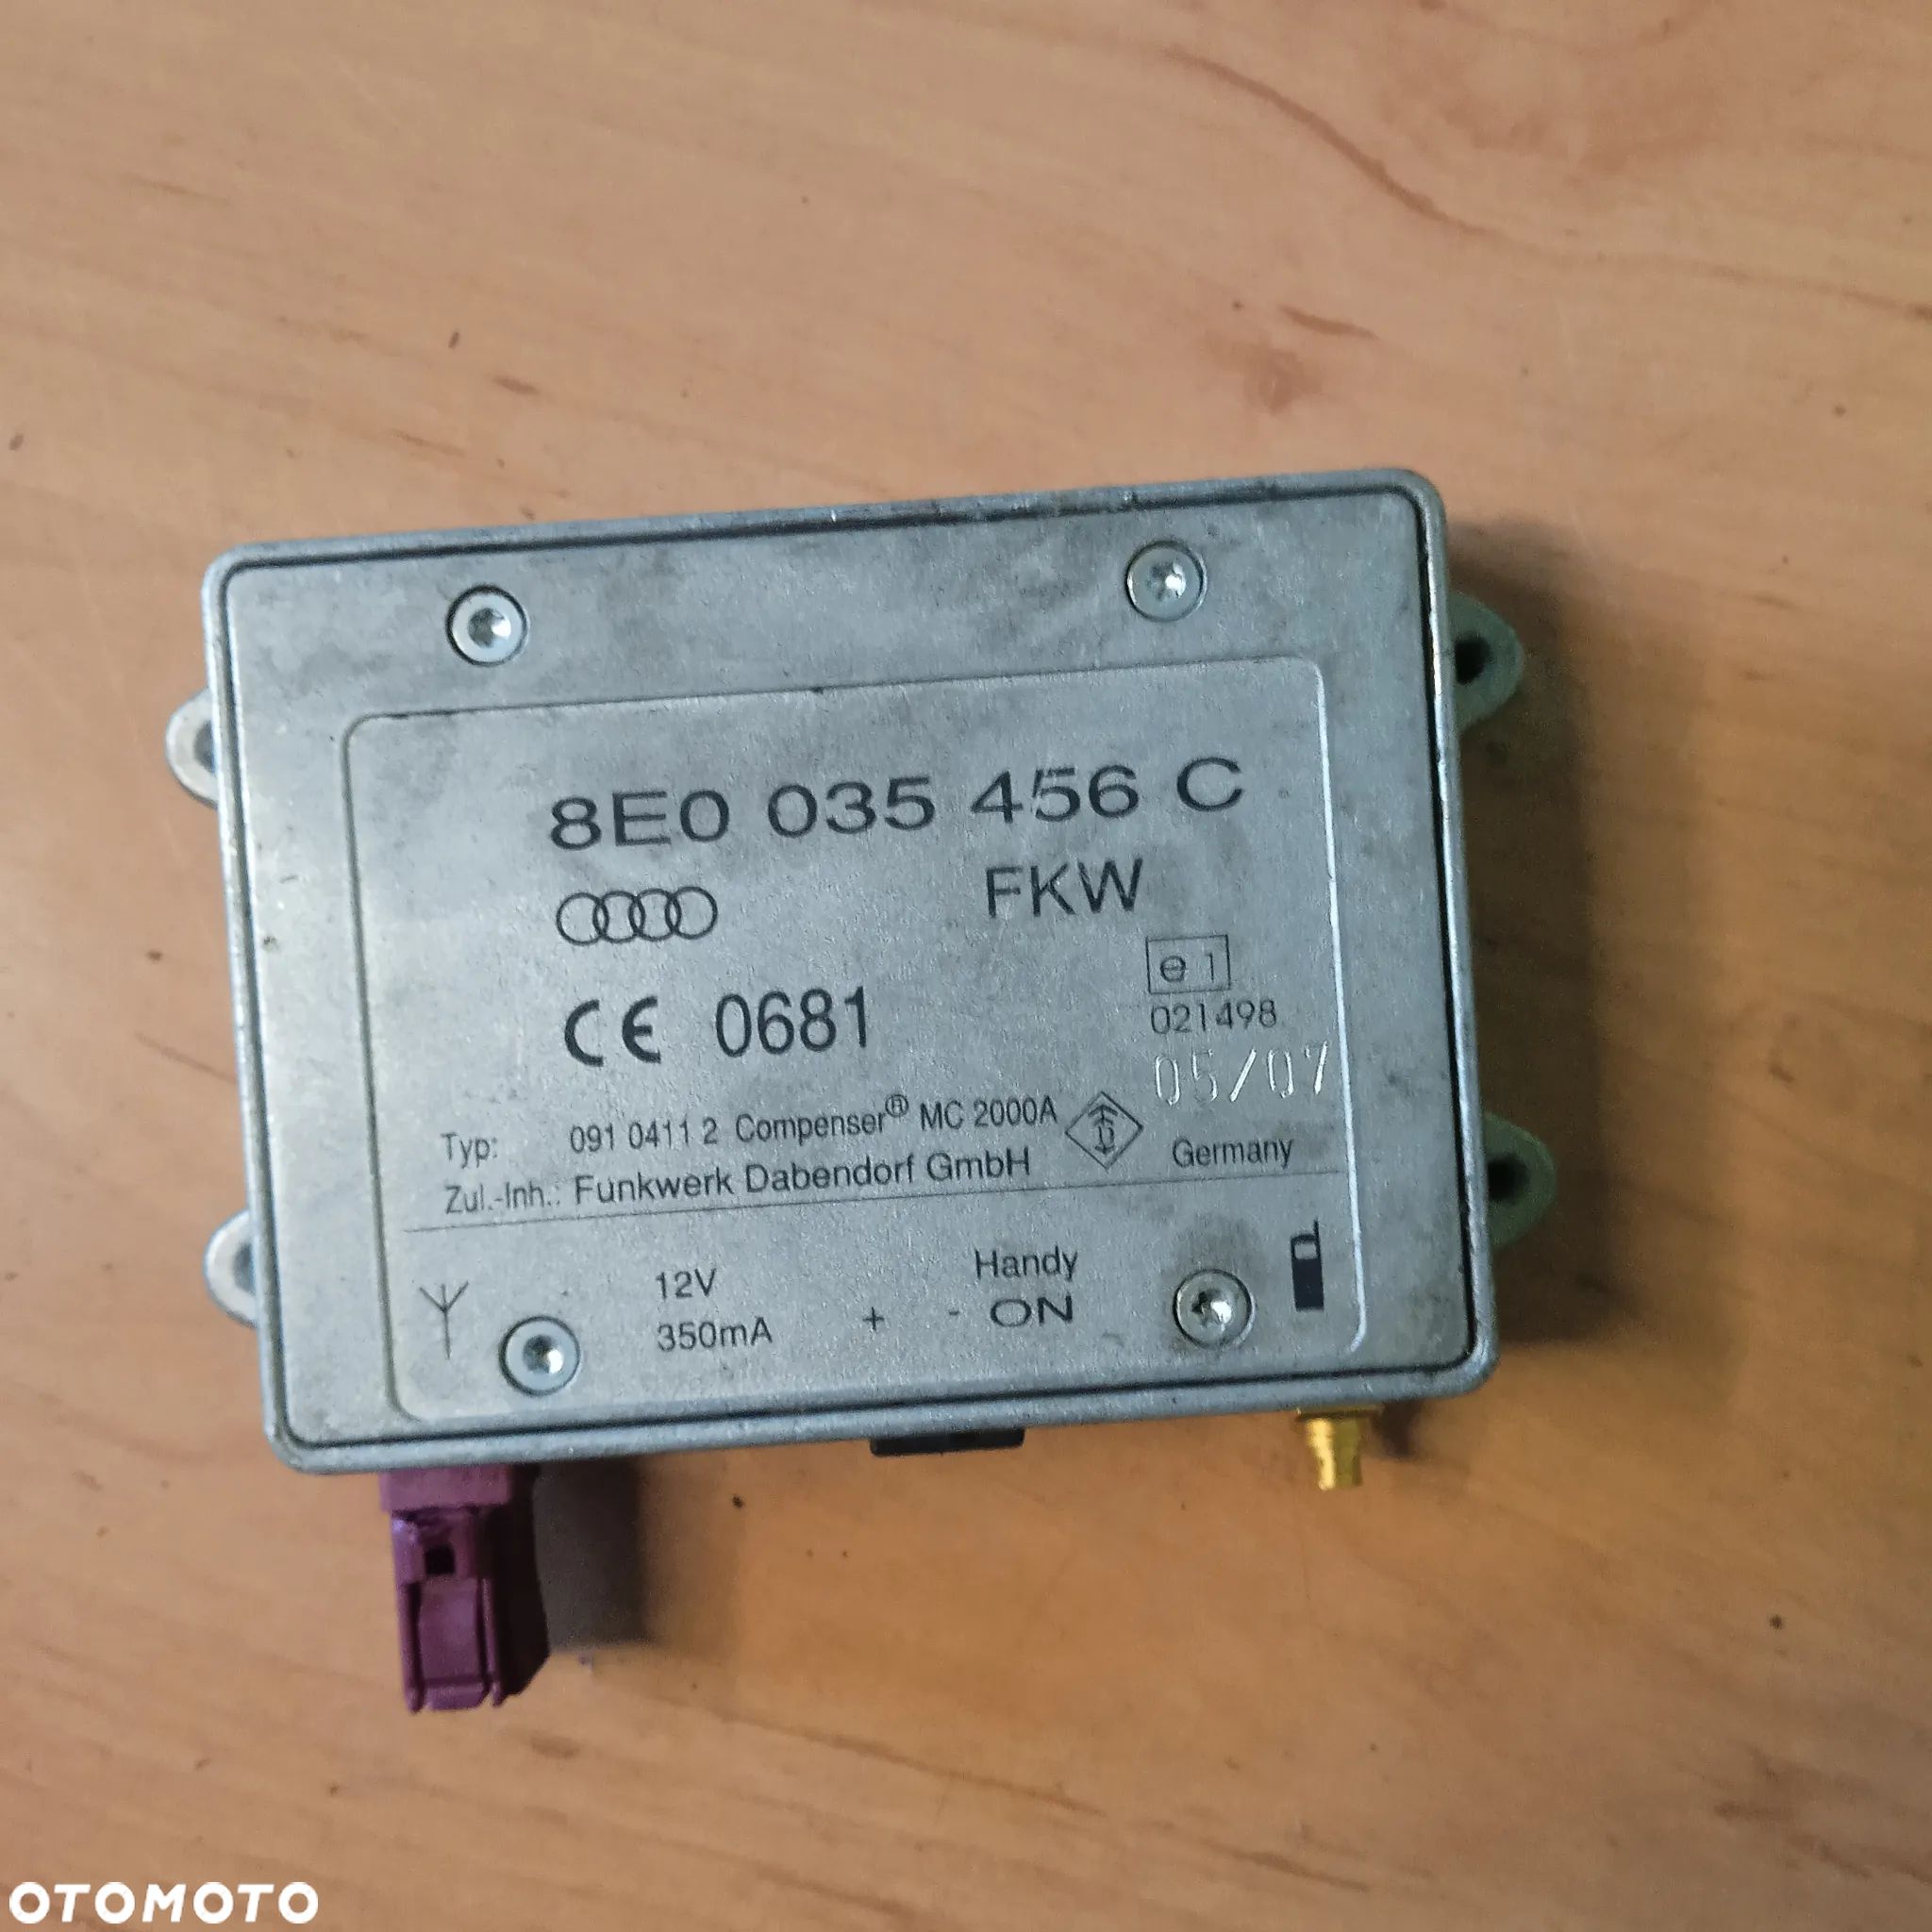 8E0 035 456 C
FKW
CE 0681
e 1
021498
05/07
Typ: 091 0411 2 Compenser® MC 2000A
Zul.-Inh.: Funkwerk Dabendorf GmbH
Germany
12V
350mA
+ -
Handy
ON
OTOMOTO